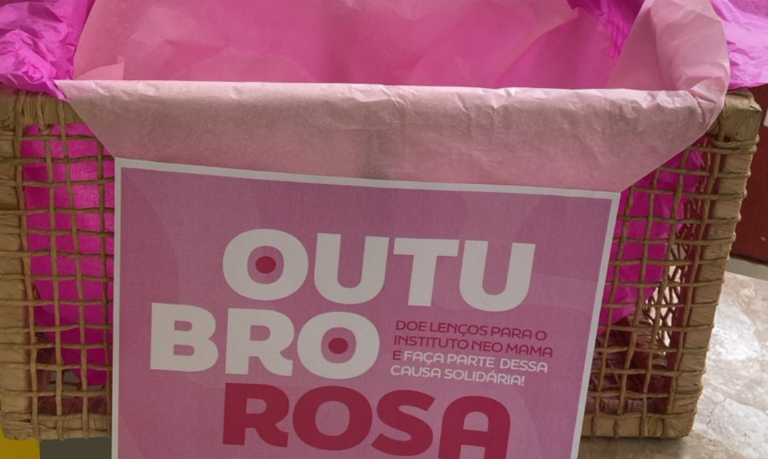 OUTU
BRO
DOE LENÇOS PARA O
INSTITUTO NEO MAMA
E FAÇA PARTE DESSA
CAUSA SOLIDÁRIA!
ROSA